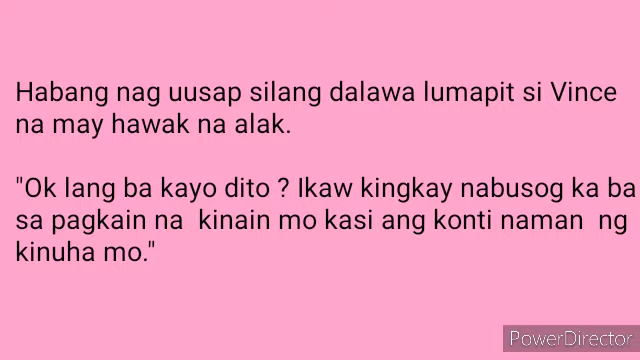 Habang nag uusap silang dalawa lumapit si Vince
na may hawak na alak.
"Ok lang ba kayo dito ? Ikaw kingkay nabusog ka ba
sa pagkain na  kinain mo kasi ang konti naman  ng
kinuha mo."
PowerDirector